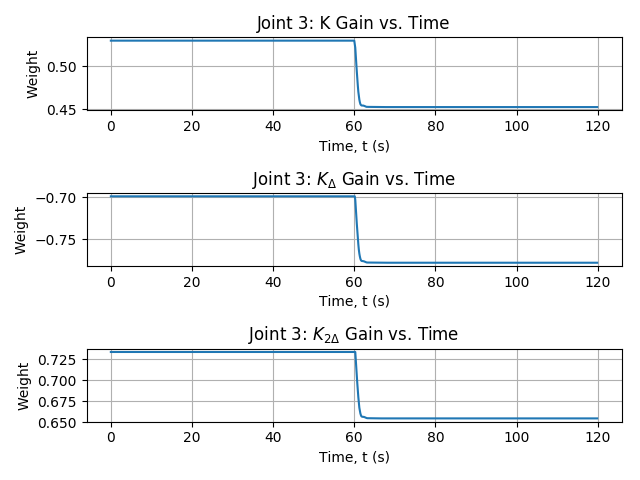 Joint 3: K Gain vs. Time
Weight
0.50
0.45
0 20 40 60 80 100 120
Time, t (s)
Joint 3: K_Δ Gain vs. Time
Weight
−0.70
−0.75
0 20 40 60 80 100 120
Time, t (s)
Joint 3: K_2Δ Gain vs. Time
Weight
0.725
0.700
0.675
0.650
0 20 40 60 80 100 120
Time, t (s)